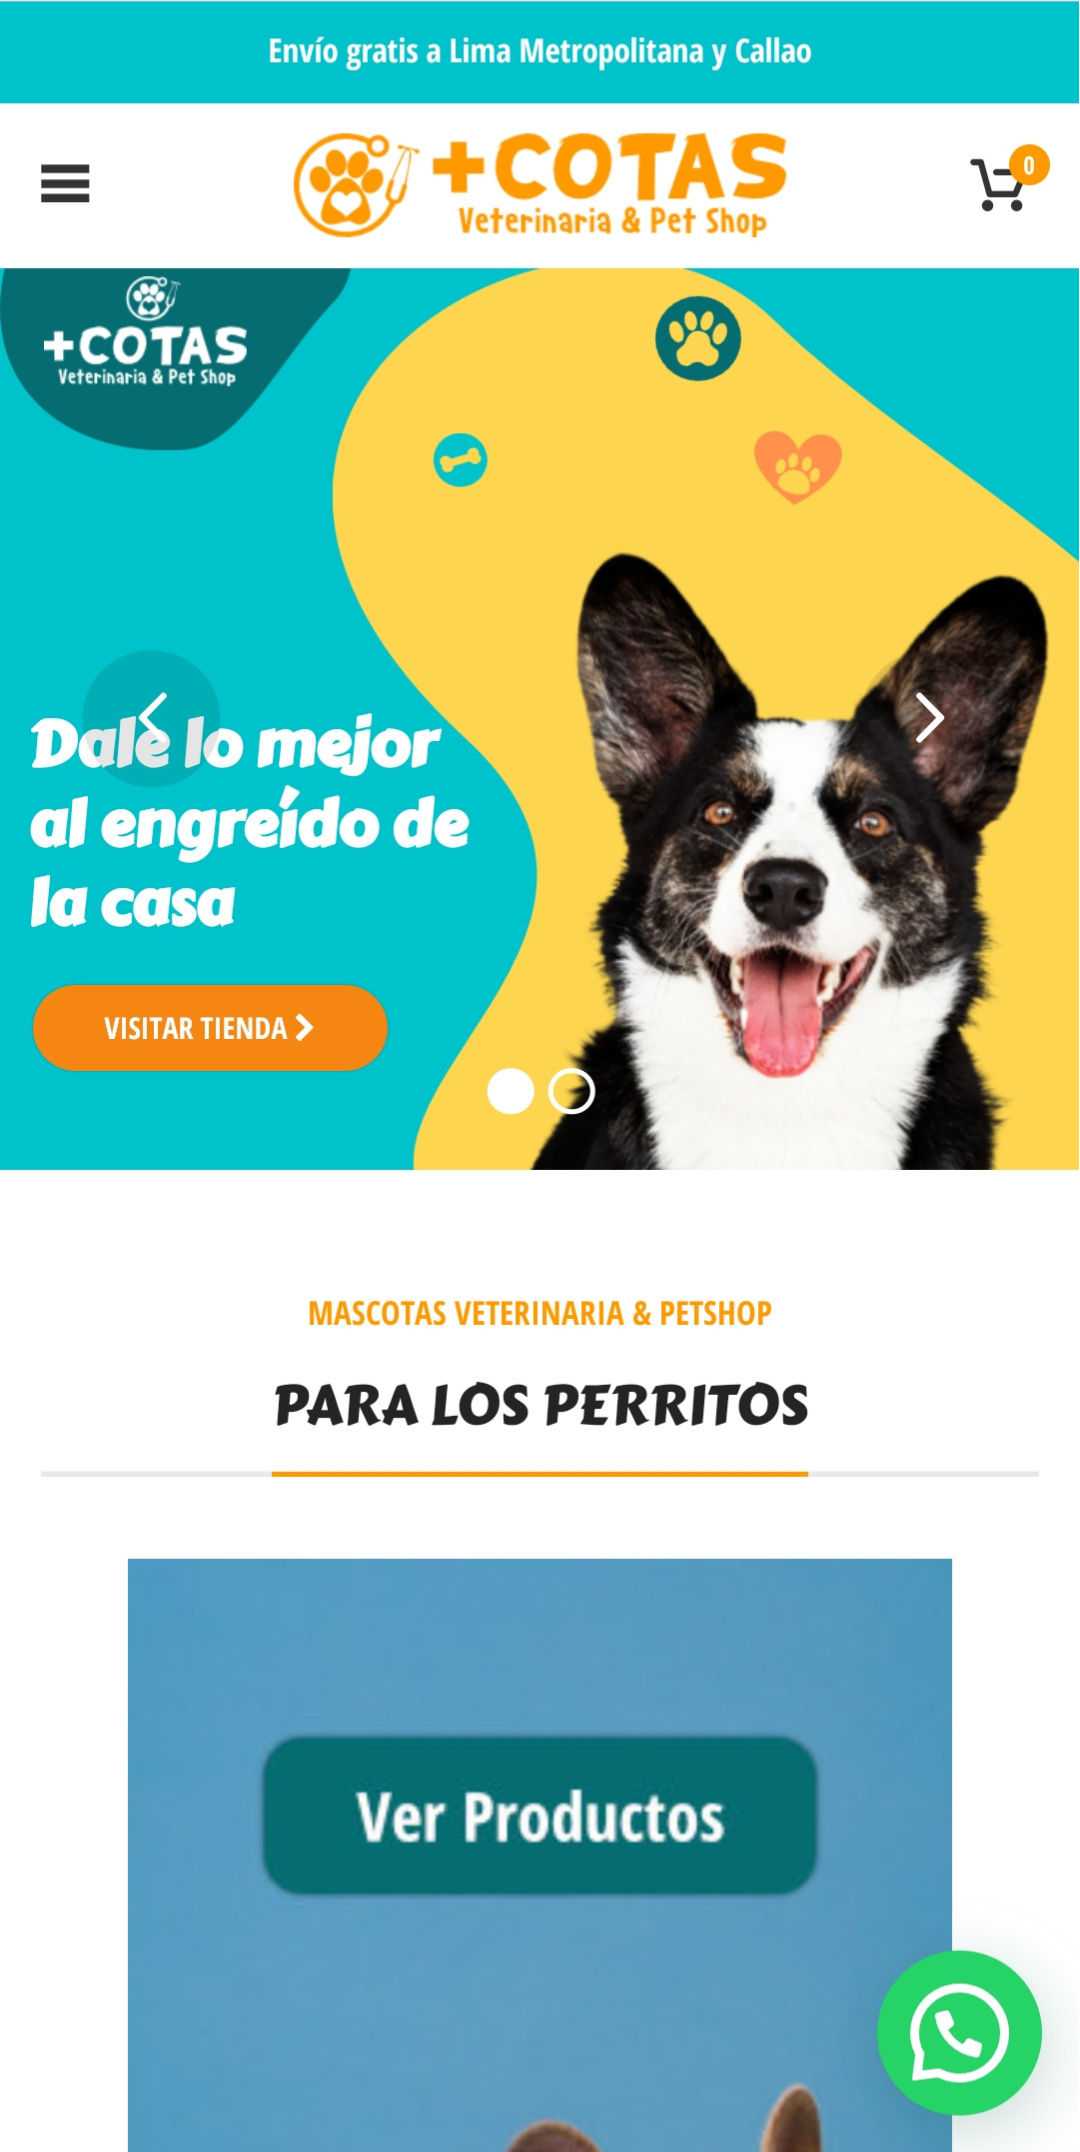 Envío gratis a Lima Metropolitana y Callao
+COTAS
Veterinaria & Pet Shop
0
+COTAS
Veterinaria & Pet Shop
Dale lo mejor
al engreído de
la casa
VISITAR TIENDA
MASCOTAS VETERINARIA & PETSHOP
PARA LOS PERRITOS
Ver Productos